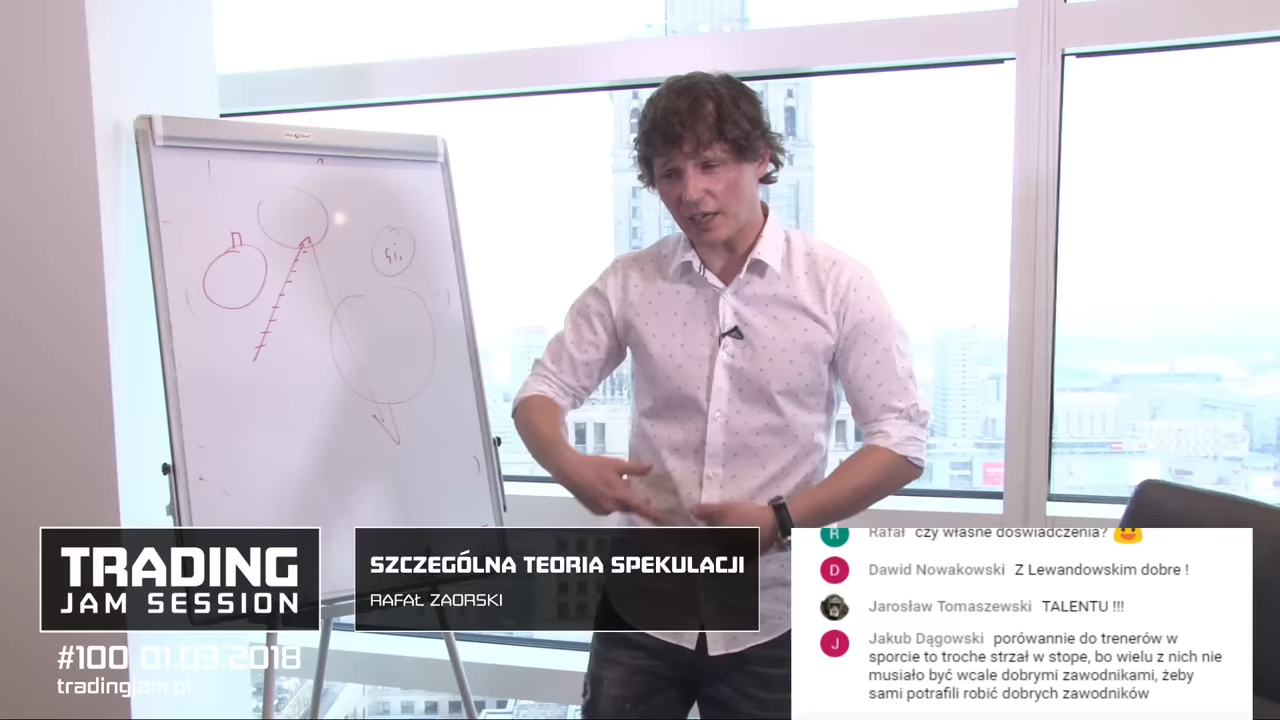 TRADING
JAM SESSION
#100 01.03.2018
tradingjam.pl
SZCZEGÓLNA TEORIA SPEKULACJI
RAFAŁ ZAORSKI
R Rafał czy własne doświadczenia?
D Dawid Nowakowski Z Lewandowskim dobre !
Jarosław Tomaszewski TALENTU !!!
J Jakub Dągowski porównannie do trenerów w
sporcie to troche strzał w stope, bo wielu z nich nie
musiało być wcale dobrymi zawodnikami, żeby
sami potrafili robić dobrych zawodników